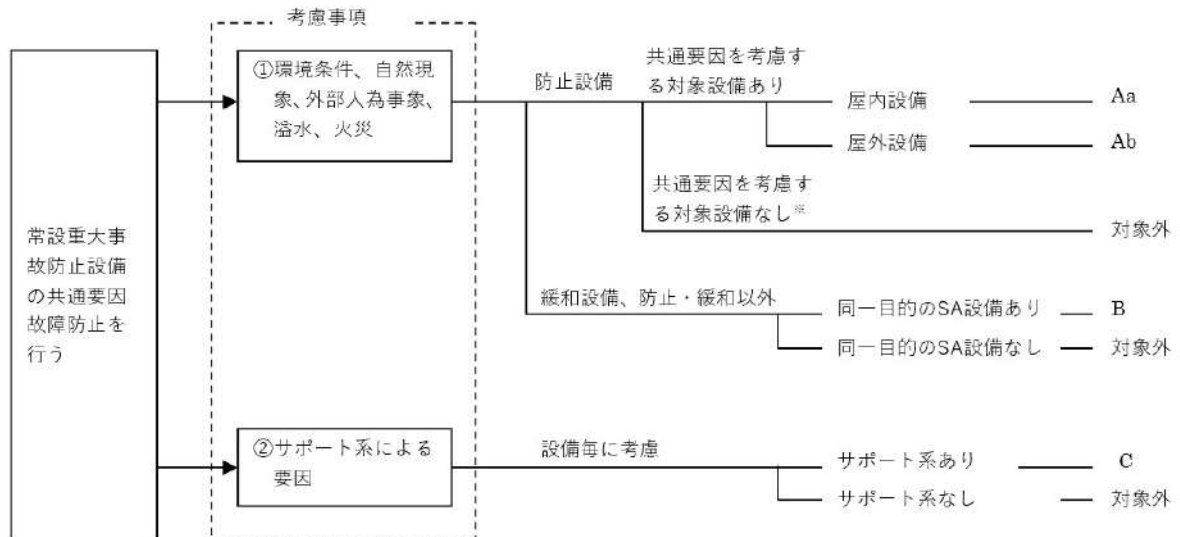 考慮事項
常設重大事
故防止設備
の共通要因
故障防止を
行う
①環境条件、自然現
象、外部人為事象、
溢水、火災
防止設備
共通要因を考慮す
る対象設備あり
屋内設備
Aa
屋外設備
Ab
共通要因を考慮す
る対象設備なし※
対象外
緩和設備、防止・緩和以外
同一目的のSA設備あり
B
同一目的のSA設備なし
対象外
②サポート系による
要因
設備毎に考慮
サポート系あり
C
サポート系なし
対象外